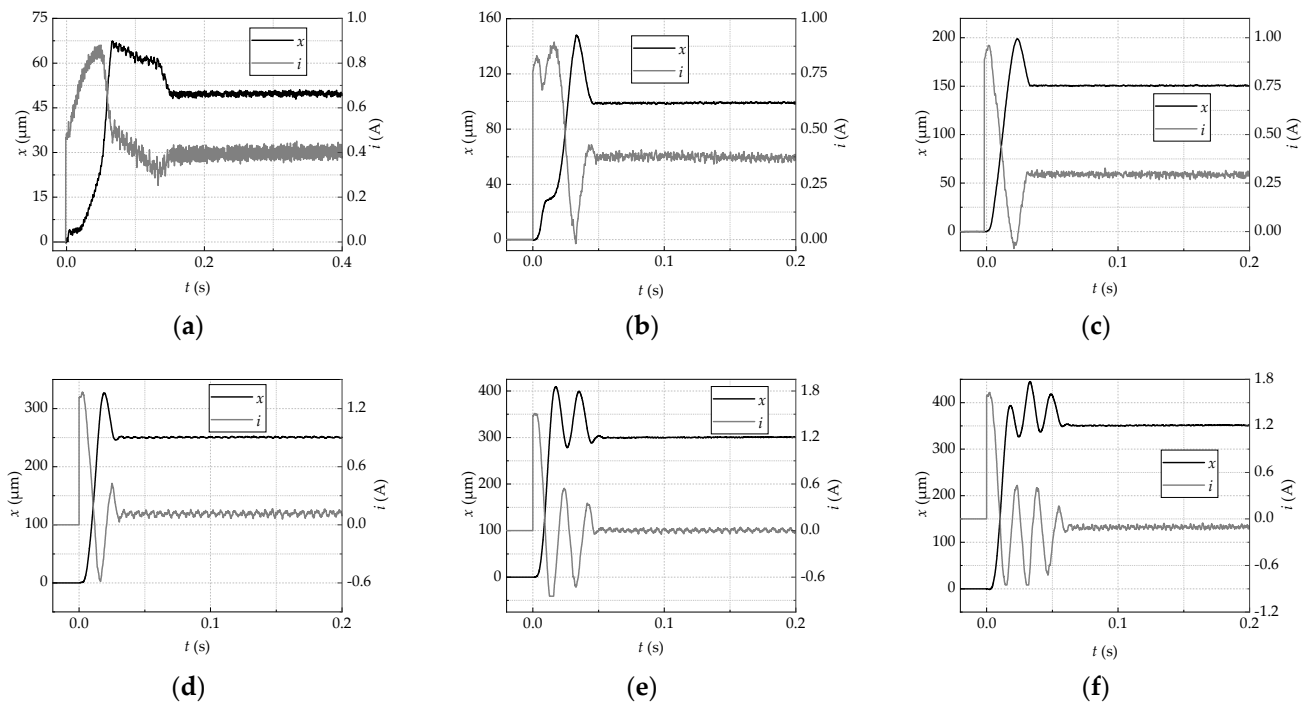 75
60
45
30
15
0
x (μm)
1.0
0.8
0.6
0.4
0.2
0.0
i (A)
x
i
0.0 0.2 0.4
t (s)
(a)
160
120
80
40
0
x (μm)
1.00
0.75
0.50
0.25
0.00
i (A)
x
i
0.0 0.1 0.2
t (s)
(b)
200
150
100
50
0
x (μm)
1.00
0.75
0.50
0.25
0.00
i (A)
x
i
0.0 0.1 0.2
t (s)
(c)
300
200
100
0
x (μm)
1.2
0.6
0.0
-0.6
i (A)
x
i
0.0 0.1 0.2
t (s)
(d)
400
300
200
100
0
x (μm)
1.8
1.2
0.6
0.0
-0.6
i (A)
x
i
0.0 0.1 0.2
t (s)
(e)
400
300
200
100
0
x (μm)
1.8
1.2
0.6
0.0
-0.6
-1.2
i (A)
x
i
0.0 0.1 0.2
t (s)
(f)